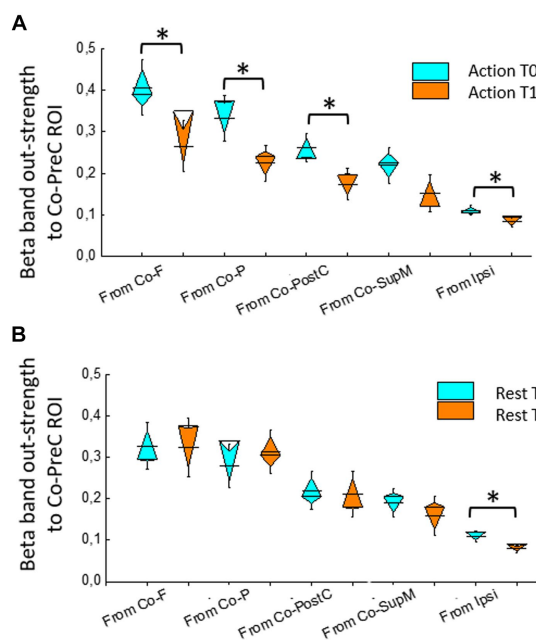 A
Beta band out-strength
to Co-PreC ROI
0,5
0,4
0,3
0,2
0,1
0,0
*
*
*
*
Action T0
Action T1
From Co-F
From Co-P
From Co-PostC
From Co-SupM
From Ipsi
B
Beta band out-strength
to Co-PreC ROI
0,5
0,4
0,3
0,2
0,1
0,0
*
Rest T
Rest T
From Co-F
From Co-P
From Co-PostC
From Co-SupM
From Ipsi